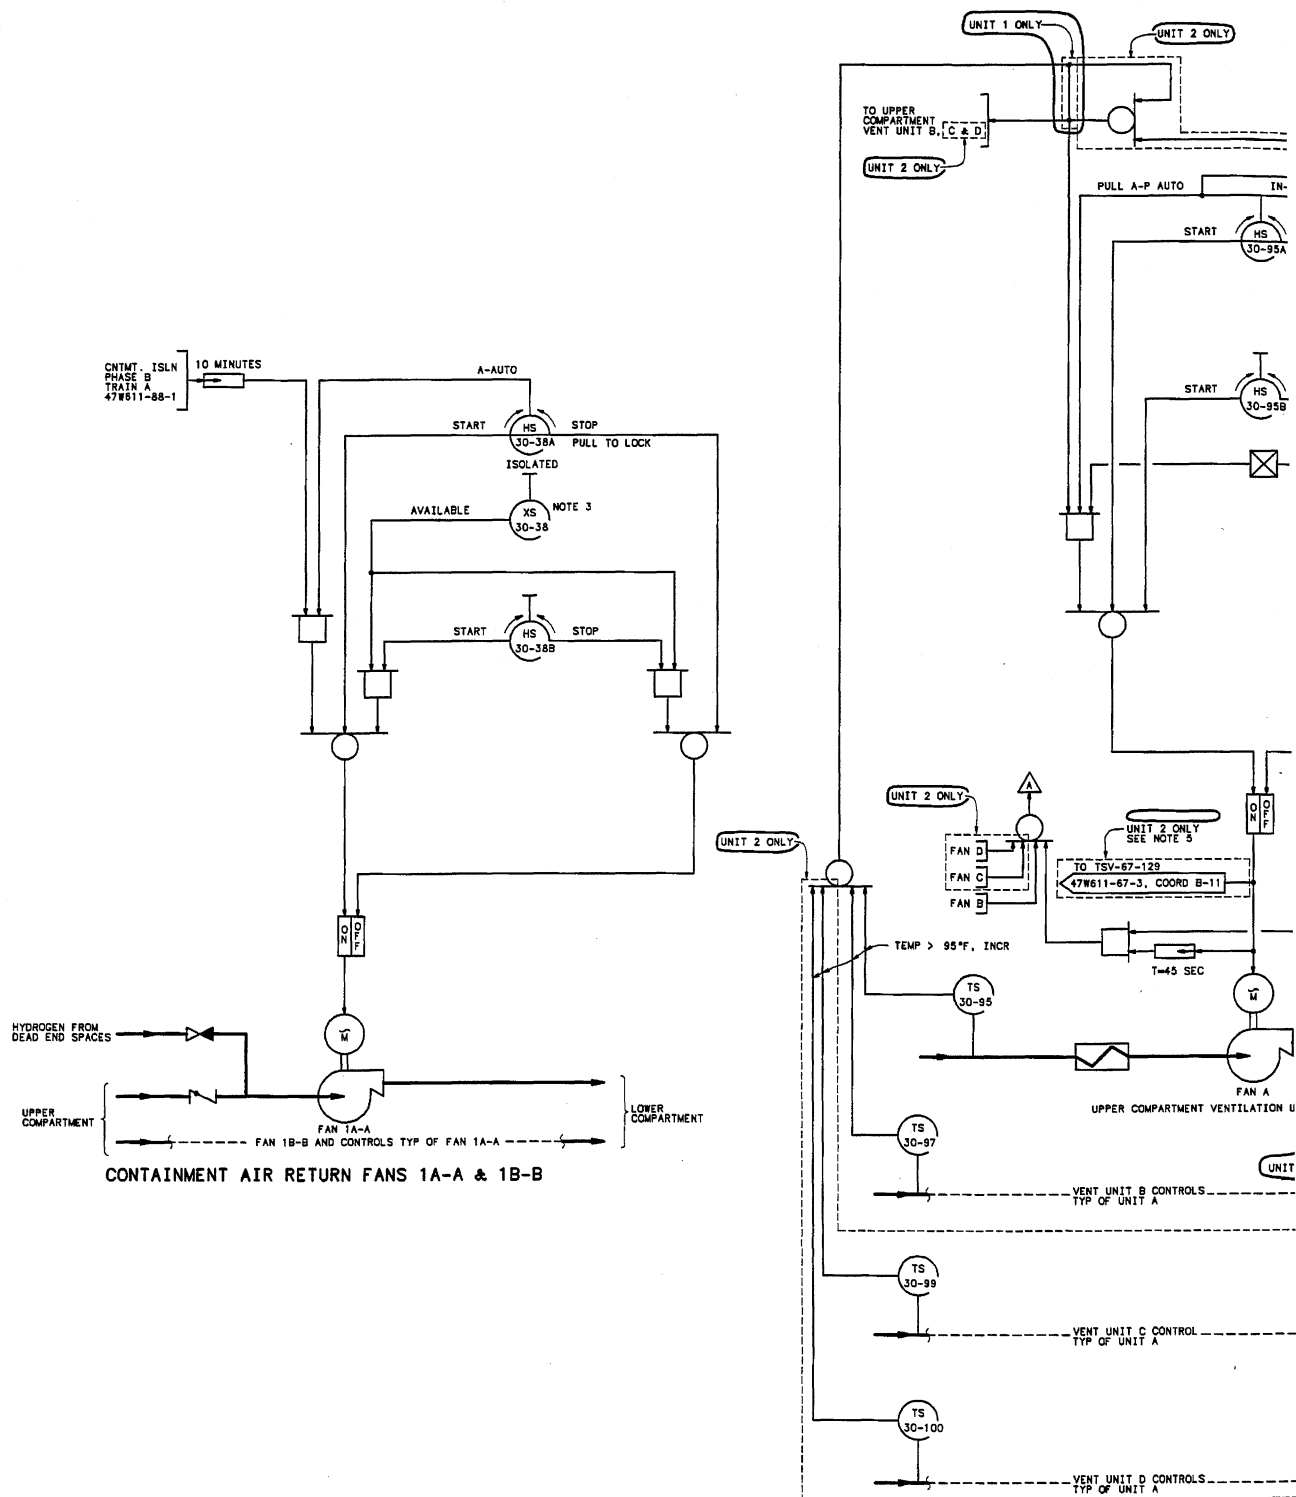 UNIT 1 ONLY
UNIT 2 ONLY
TO UPPER
COMPARTMENT
VENT UNIT B, C & D
UNIT 2 ONLY
PULL A-P AUTO
IN-
START
HS
30-95A
CNTMT. ISLN
PHASE B
TRAIN A
47W611-88-1
10 MINUTES
A-AUTO
START
HS
30-38A
STOP
PULL TO LOCK
ISOLATED
AVAILABLE
XS
30-38
NOTE 3
START
HS
30-38B
STOP
START
HS
30-95B
UNIT 2 ONLY
A
UNIT 2 ONLY
FAN D
FAN C
FAN B
UNIT 2 ONLY
SEE NOTE 5
TO TSV-67-129
47W611-67-3, COORD B-11
ON
OFF
TEMP > 95°F, INCR
T=45 SEC
TS
30-95
M
FAN A
UPPER COMPARTMENT VENTILATION U
ON
OFF
M
HYDROGEN FROM
DEAD END SPACES
UPPER
COMPARTMENT
FAN 1A-A
LOWER
COMPARTMENT
FAN 1B-B AND CONTROLS TYP OF FAN 1A-A
CONTAINMENT AIR RETURN FANS 1A-A & 1B-B
TS
30-97
UNIT
VENT UNIT B CONTROLS
TYP OF UNIT A
TS
30-99
VENT UNIT C CONTROL
TYP OF UNIT A
TS
30-100
VENT UNIT D CONTROLS
TYP OF UNIT A